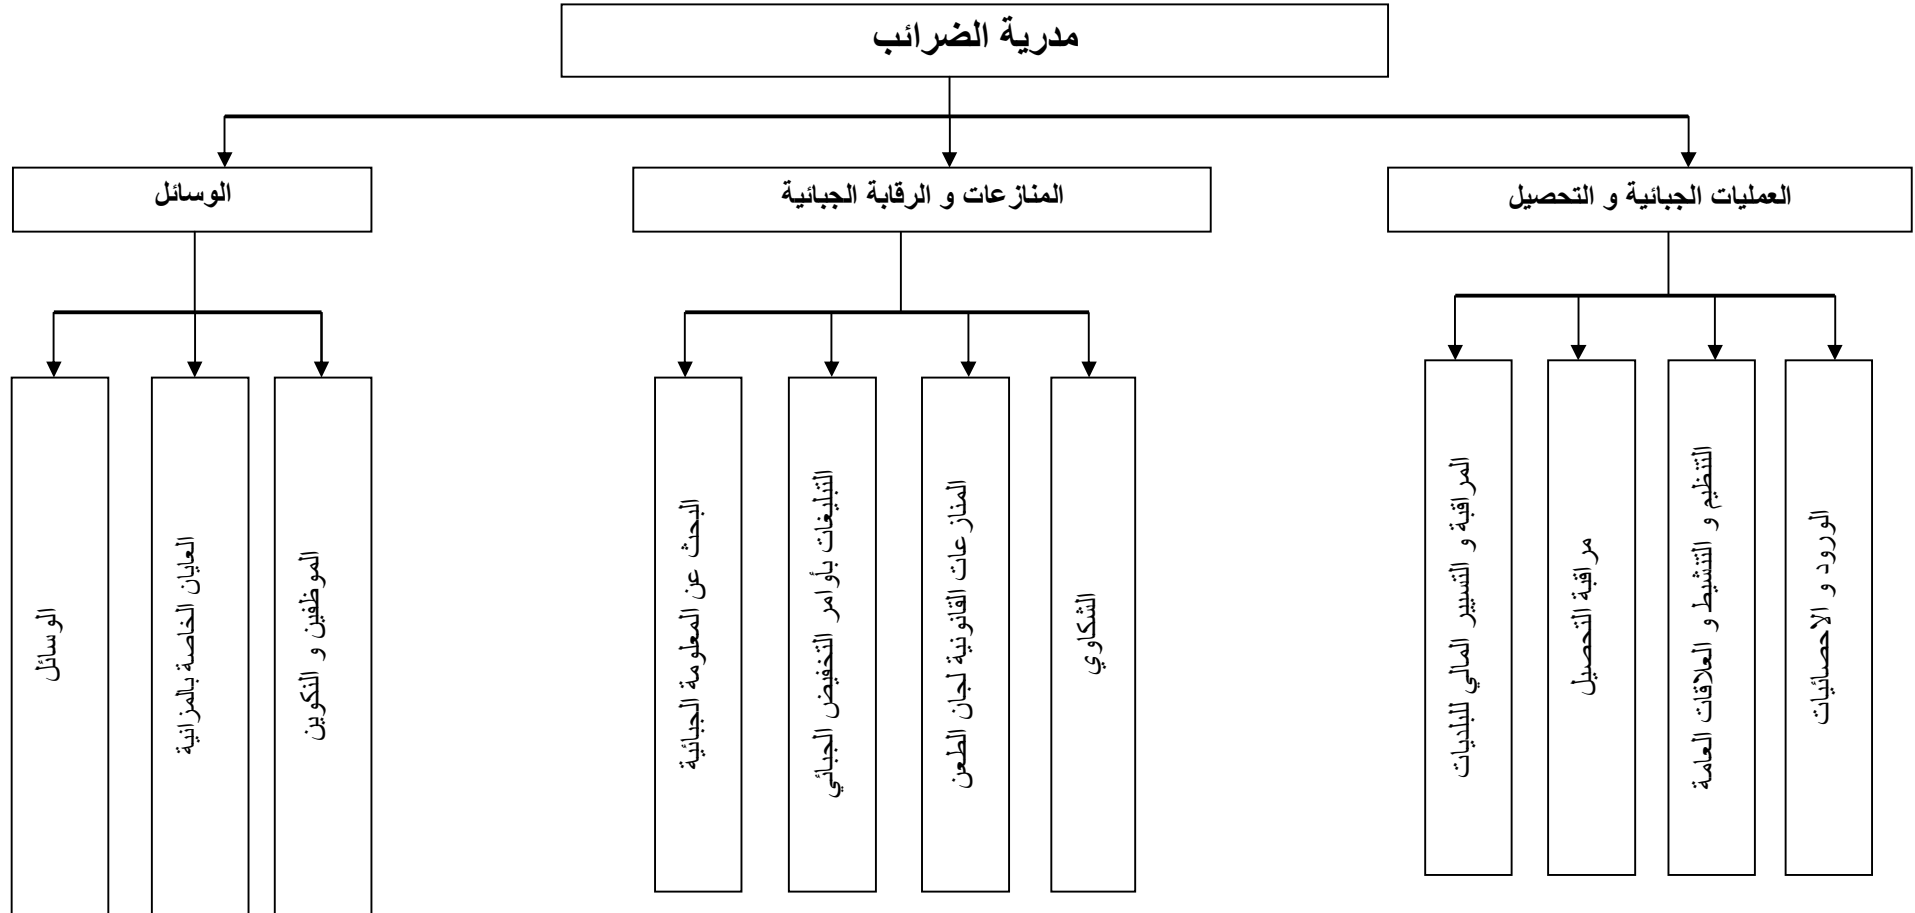 مدرية الضرائب
العمليات الجبائية و التحصيل
المنازعات و الرقابة الجبائية
الوسائل
الورود و الاحصائيات
التنظيم و التنشيط و العلاقات العامة
مراقبة التحصيل
المراقبة و التسيير المالي للبلديات
الشكاوي
المنازعات القانونية لجان الطعن
التبليغات بأوامر التخفيض الجبائي
البحث عن المعلومة الجبائية
الموظفين و التكوين
العايان الخاصة بالمزانية
الوسائل